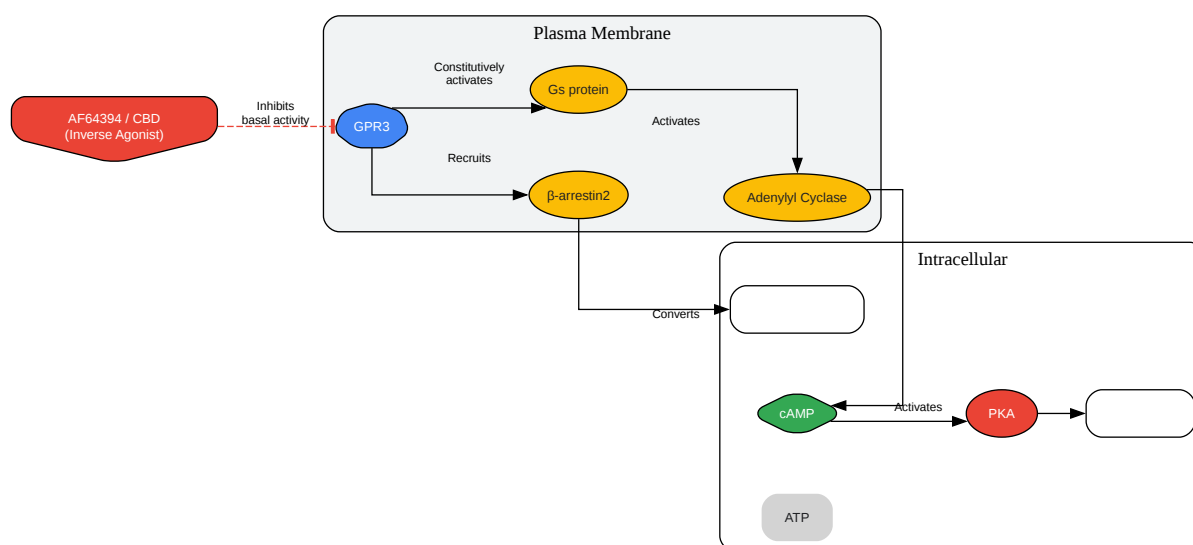 Plasma Membrane
Constitutively
activates
Gs protein
AF64394 / CBD
(Inverse Agonist)
Inhibits
basal activity
GPR3
Activates
Recruits
β-arrestin2
Adenylyl Cyclase
Intracellular
Converts
cAMP
Activates
PKA
ATP